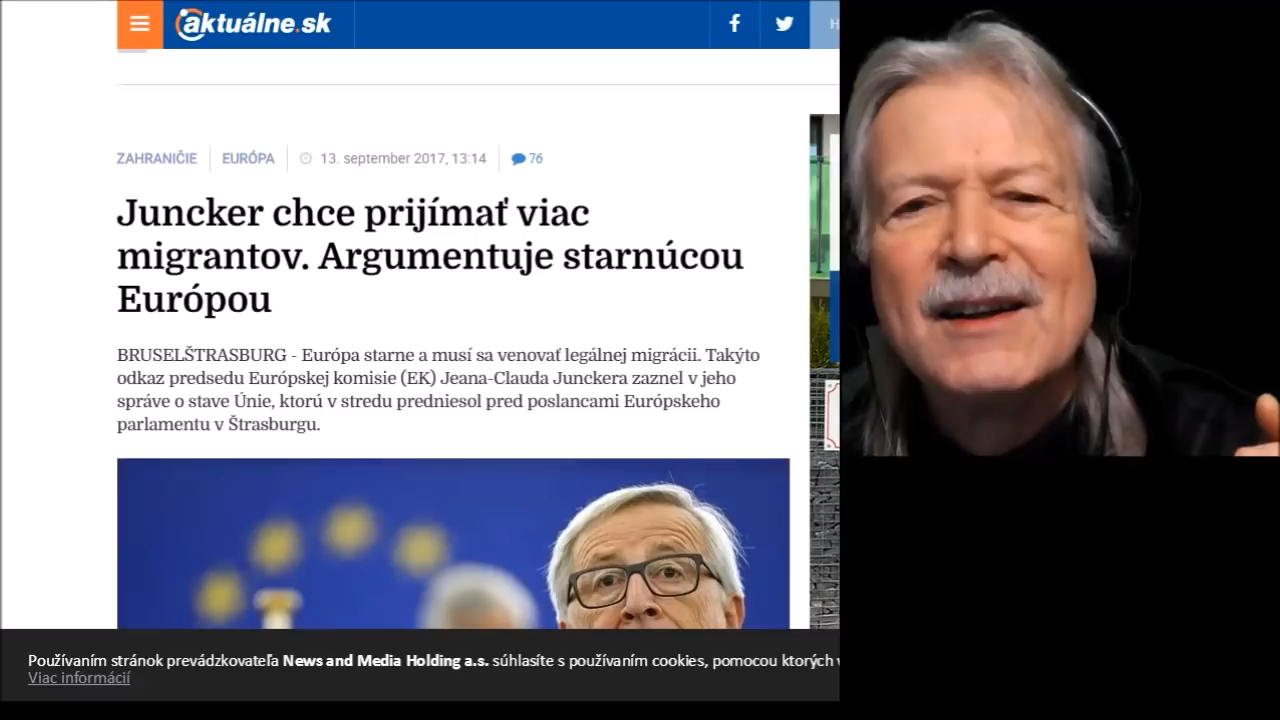 aktuálne.sk
ZAHRANIČIE EURÓPA 13. september 2017, 13:14 76
Juncker chce prijímať viac
migrantov. Argumentuje starnúcou
Európou
BRUSELŠTRASBURG - Európa starne a musí sa venovať legálnej migrácii. Takýto
odkaz predsedu Európskej komisie (EK) Jeana-Clauda Junckera zaznel v jeho
správe o stave Únie, ktorú v stredu predniesol pred poslancami Európskeho
parlamentu v Štrasburgu.
Používaním stránok prevádzkovateľa News and Media Holding a.s. súhlasíte s používaním cookies, pomocou ktorých
Viac informácií